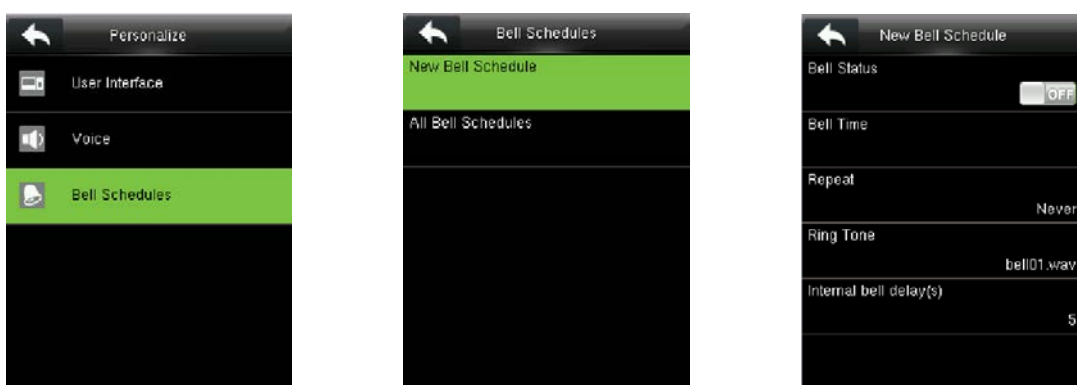 Personalize
User Interface
Voice
Bell Schedules
Bell Schedules
New Bell Schedule
All Bell Schedules
New Bell Schedule
Bell Status
OFF
Bell Time
Repeat
Never
Ring Tone
bell01.wav
Internal bell delay(s)
5